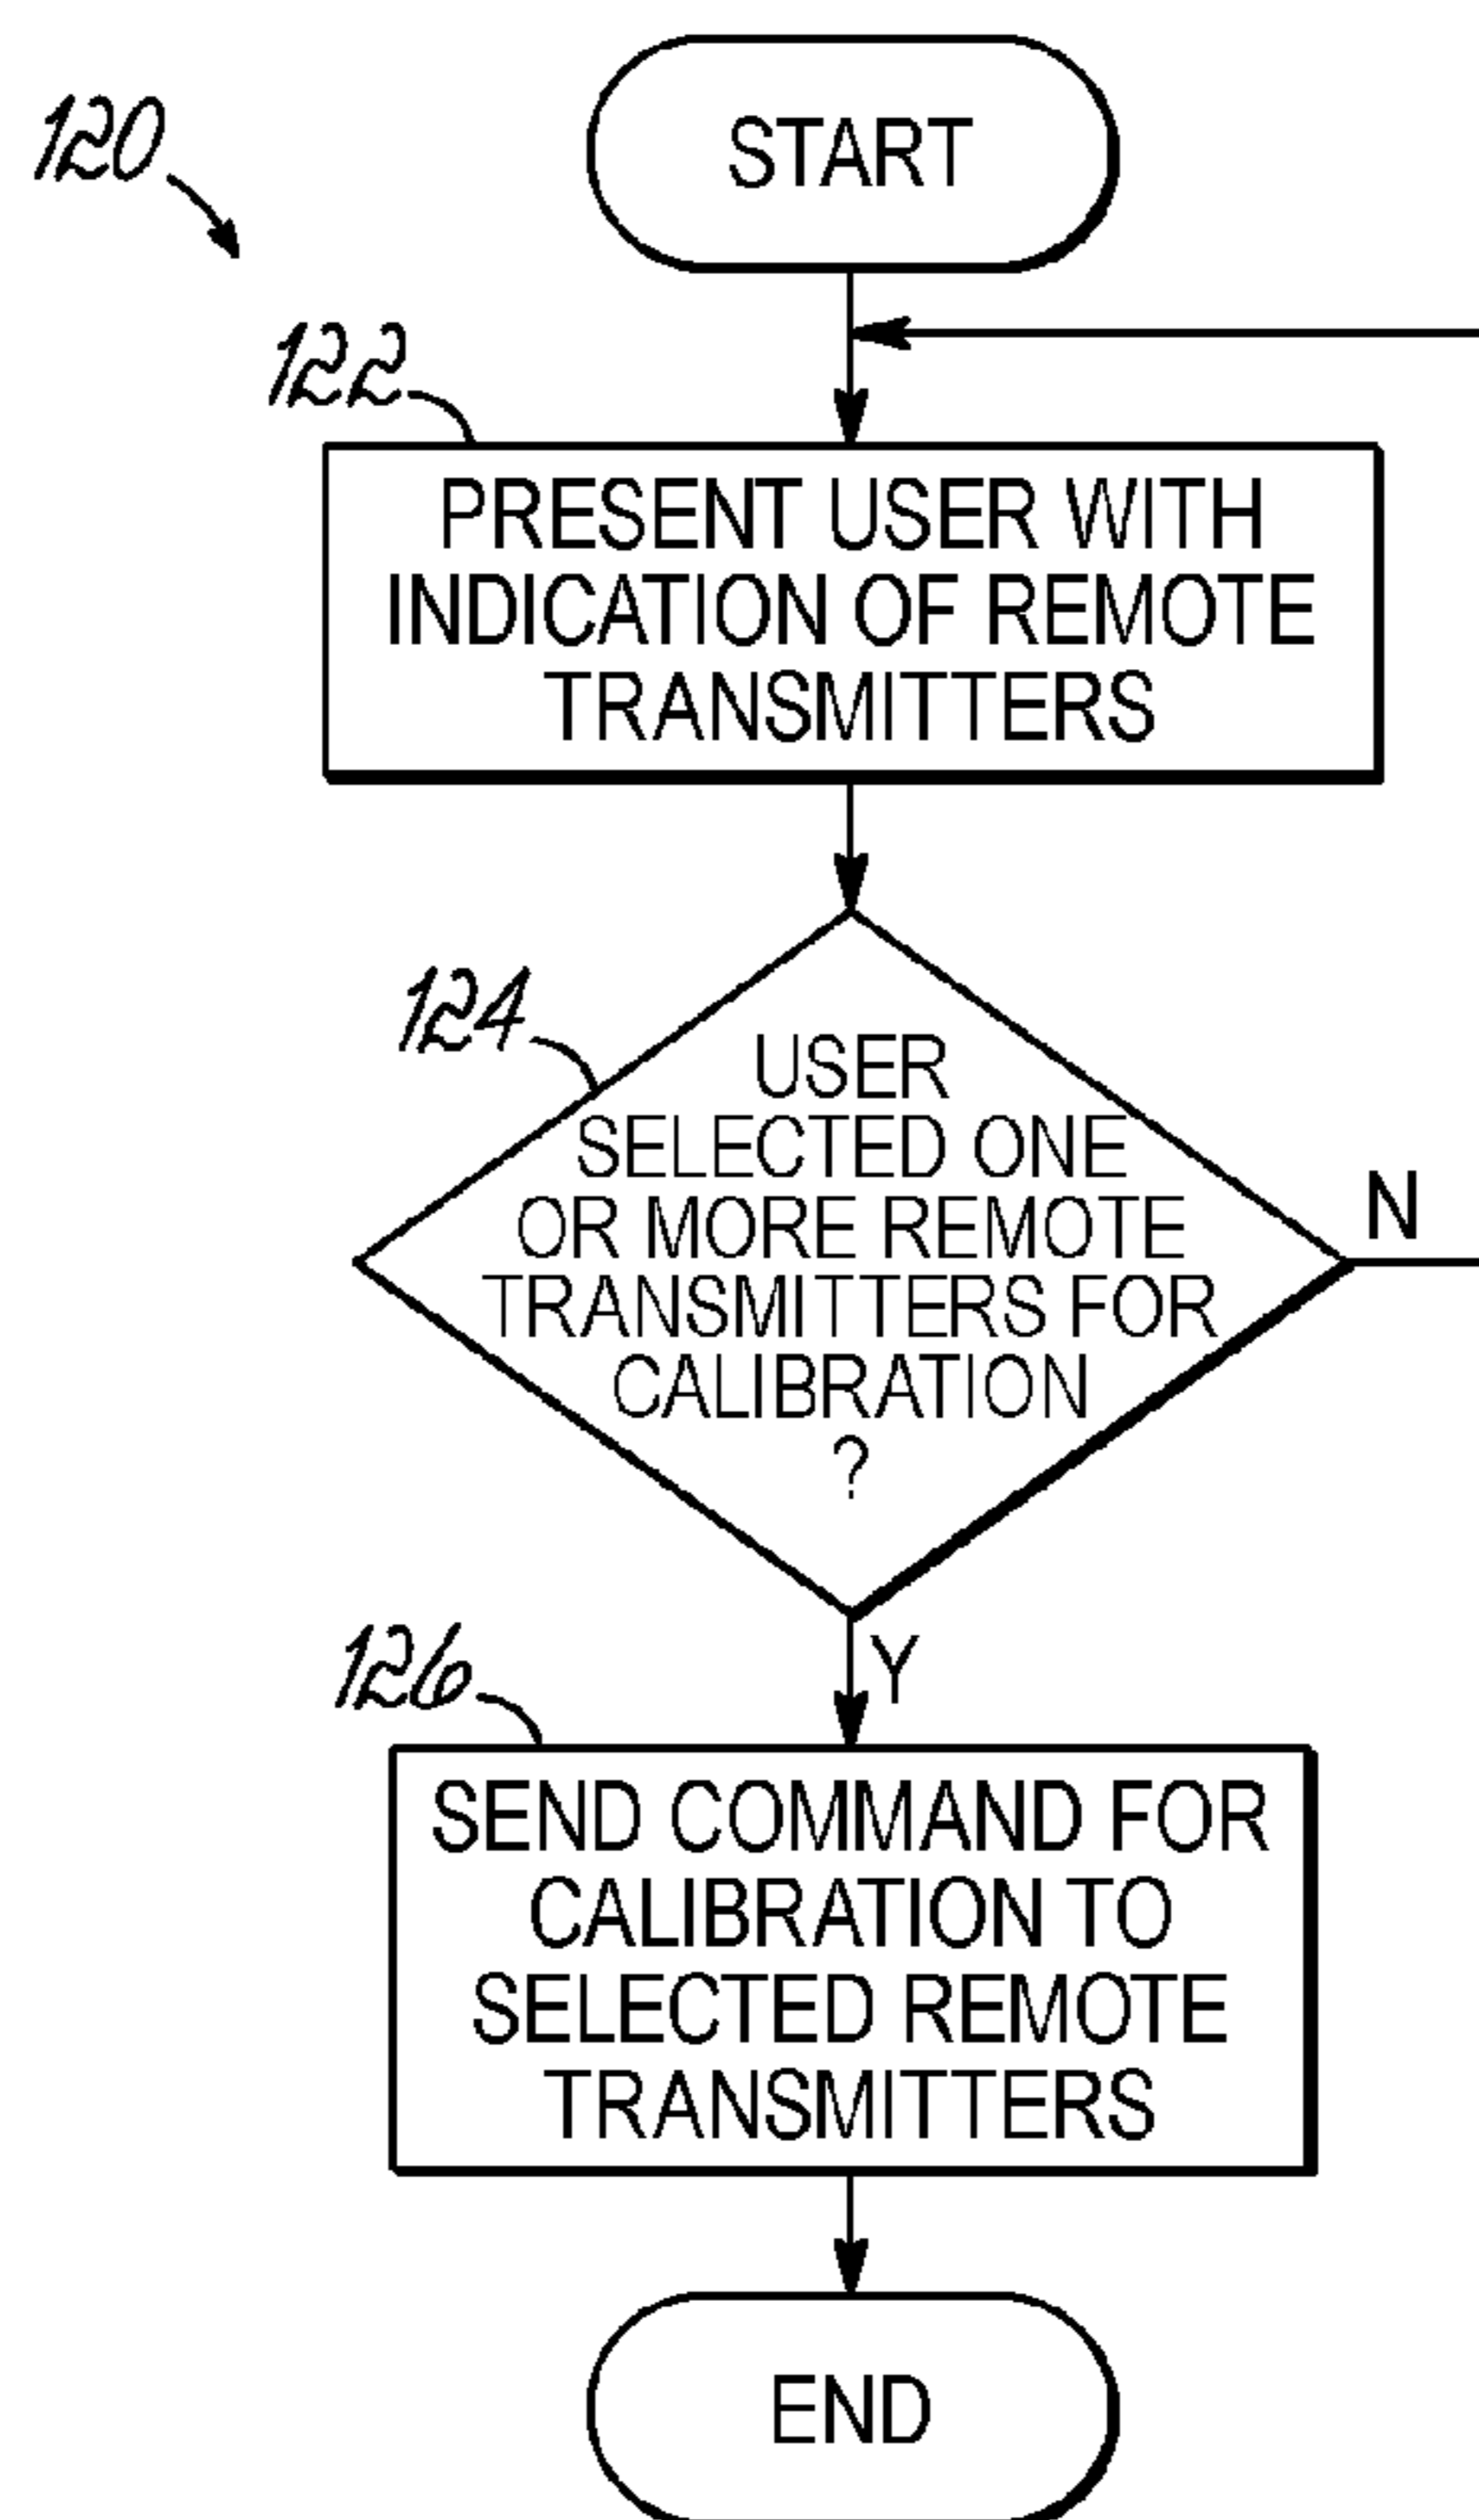 120
START
122
PRESENT USER WITH
INDICATION OF REMOTE
TRANSMITTERS
124
USER
SELECTED ONE
OR MORE REMOTE
TRANSMITTERS FOR
CALIBRATION
?
N
Y
126
SEND COMMAND FOR
CALIBRATION TO
SELECTED REMOTE
TRANSMITTERS
END